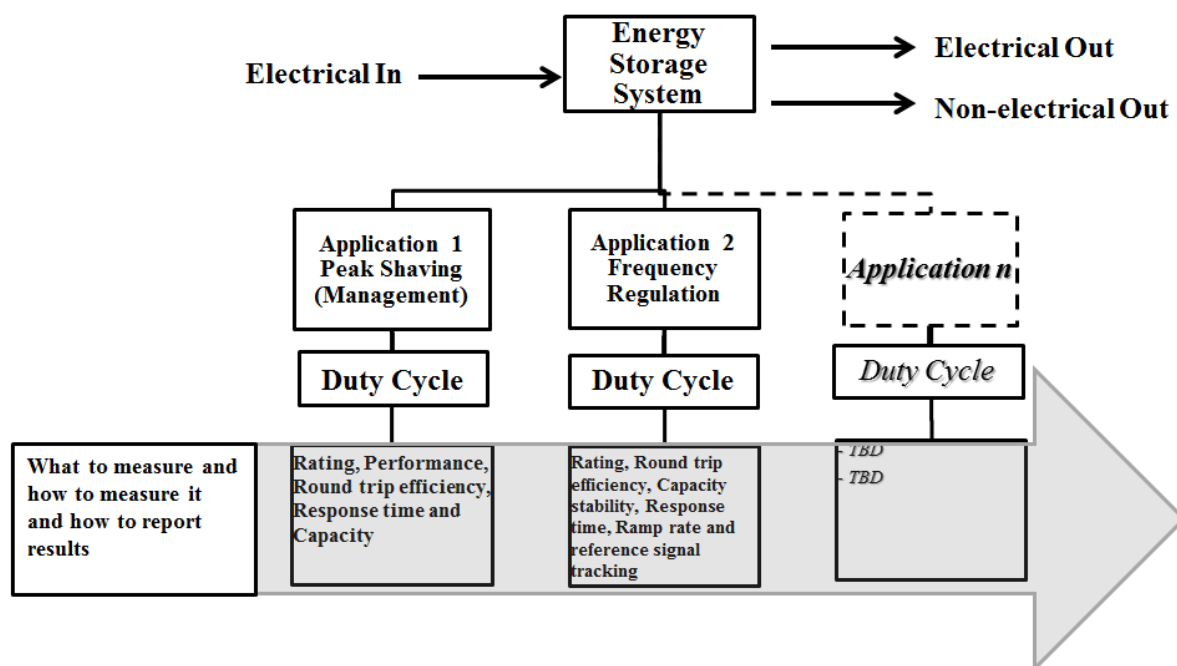 Energy
Storage
System
Electrical In
Electrical Out
Non-electrical Out
Application 1
Peak Shaving
(Management)
Application 2
Frequency
Regulation
Application n
Duty Cycle
Duty Cycle
Duty Cycle
What to measure and
how to measure it
and how to report
results
Rating, Performance,
Round trip efficiency,
Response time and
Capacity
Rating, Round trip
efficiency, Capacity
stability, Response
time, Ramp rate and
reference signal
tracking
- TBD
- TBD